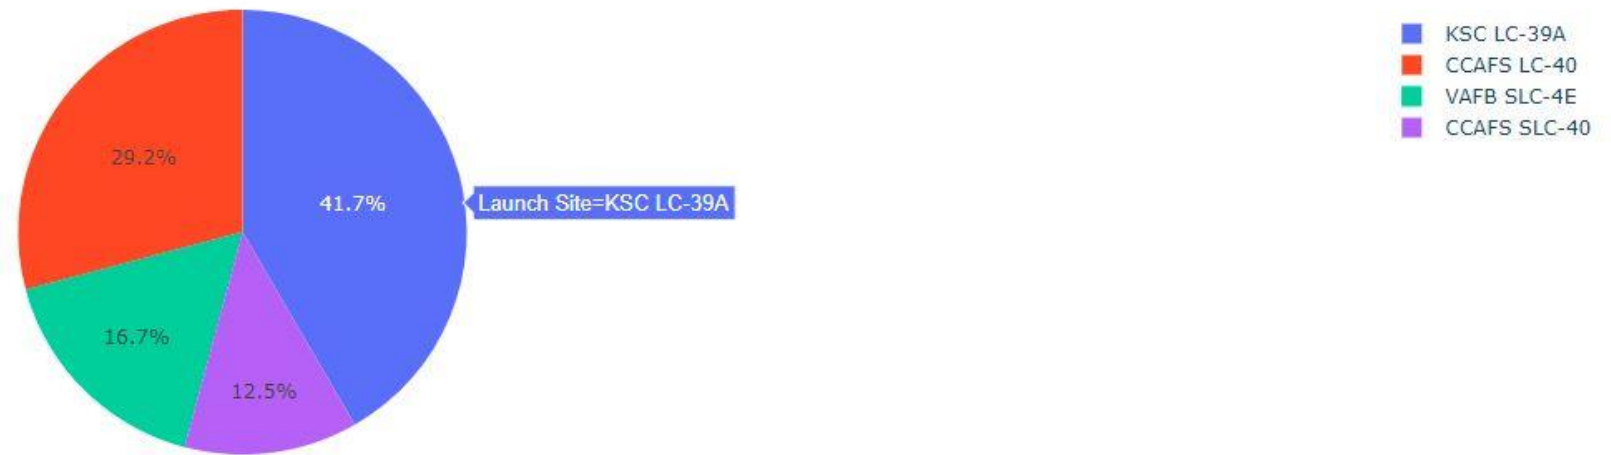 29.2%
41.7%
Launch Site=KSC LC-39A
16.7%
12.5%
KSC LC-39A
CCAFS LC-40
VAFB SLC-4E
CCAFS SLC-40